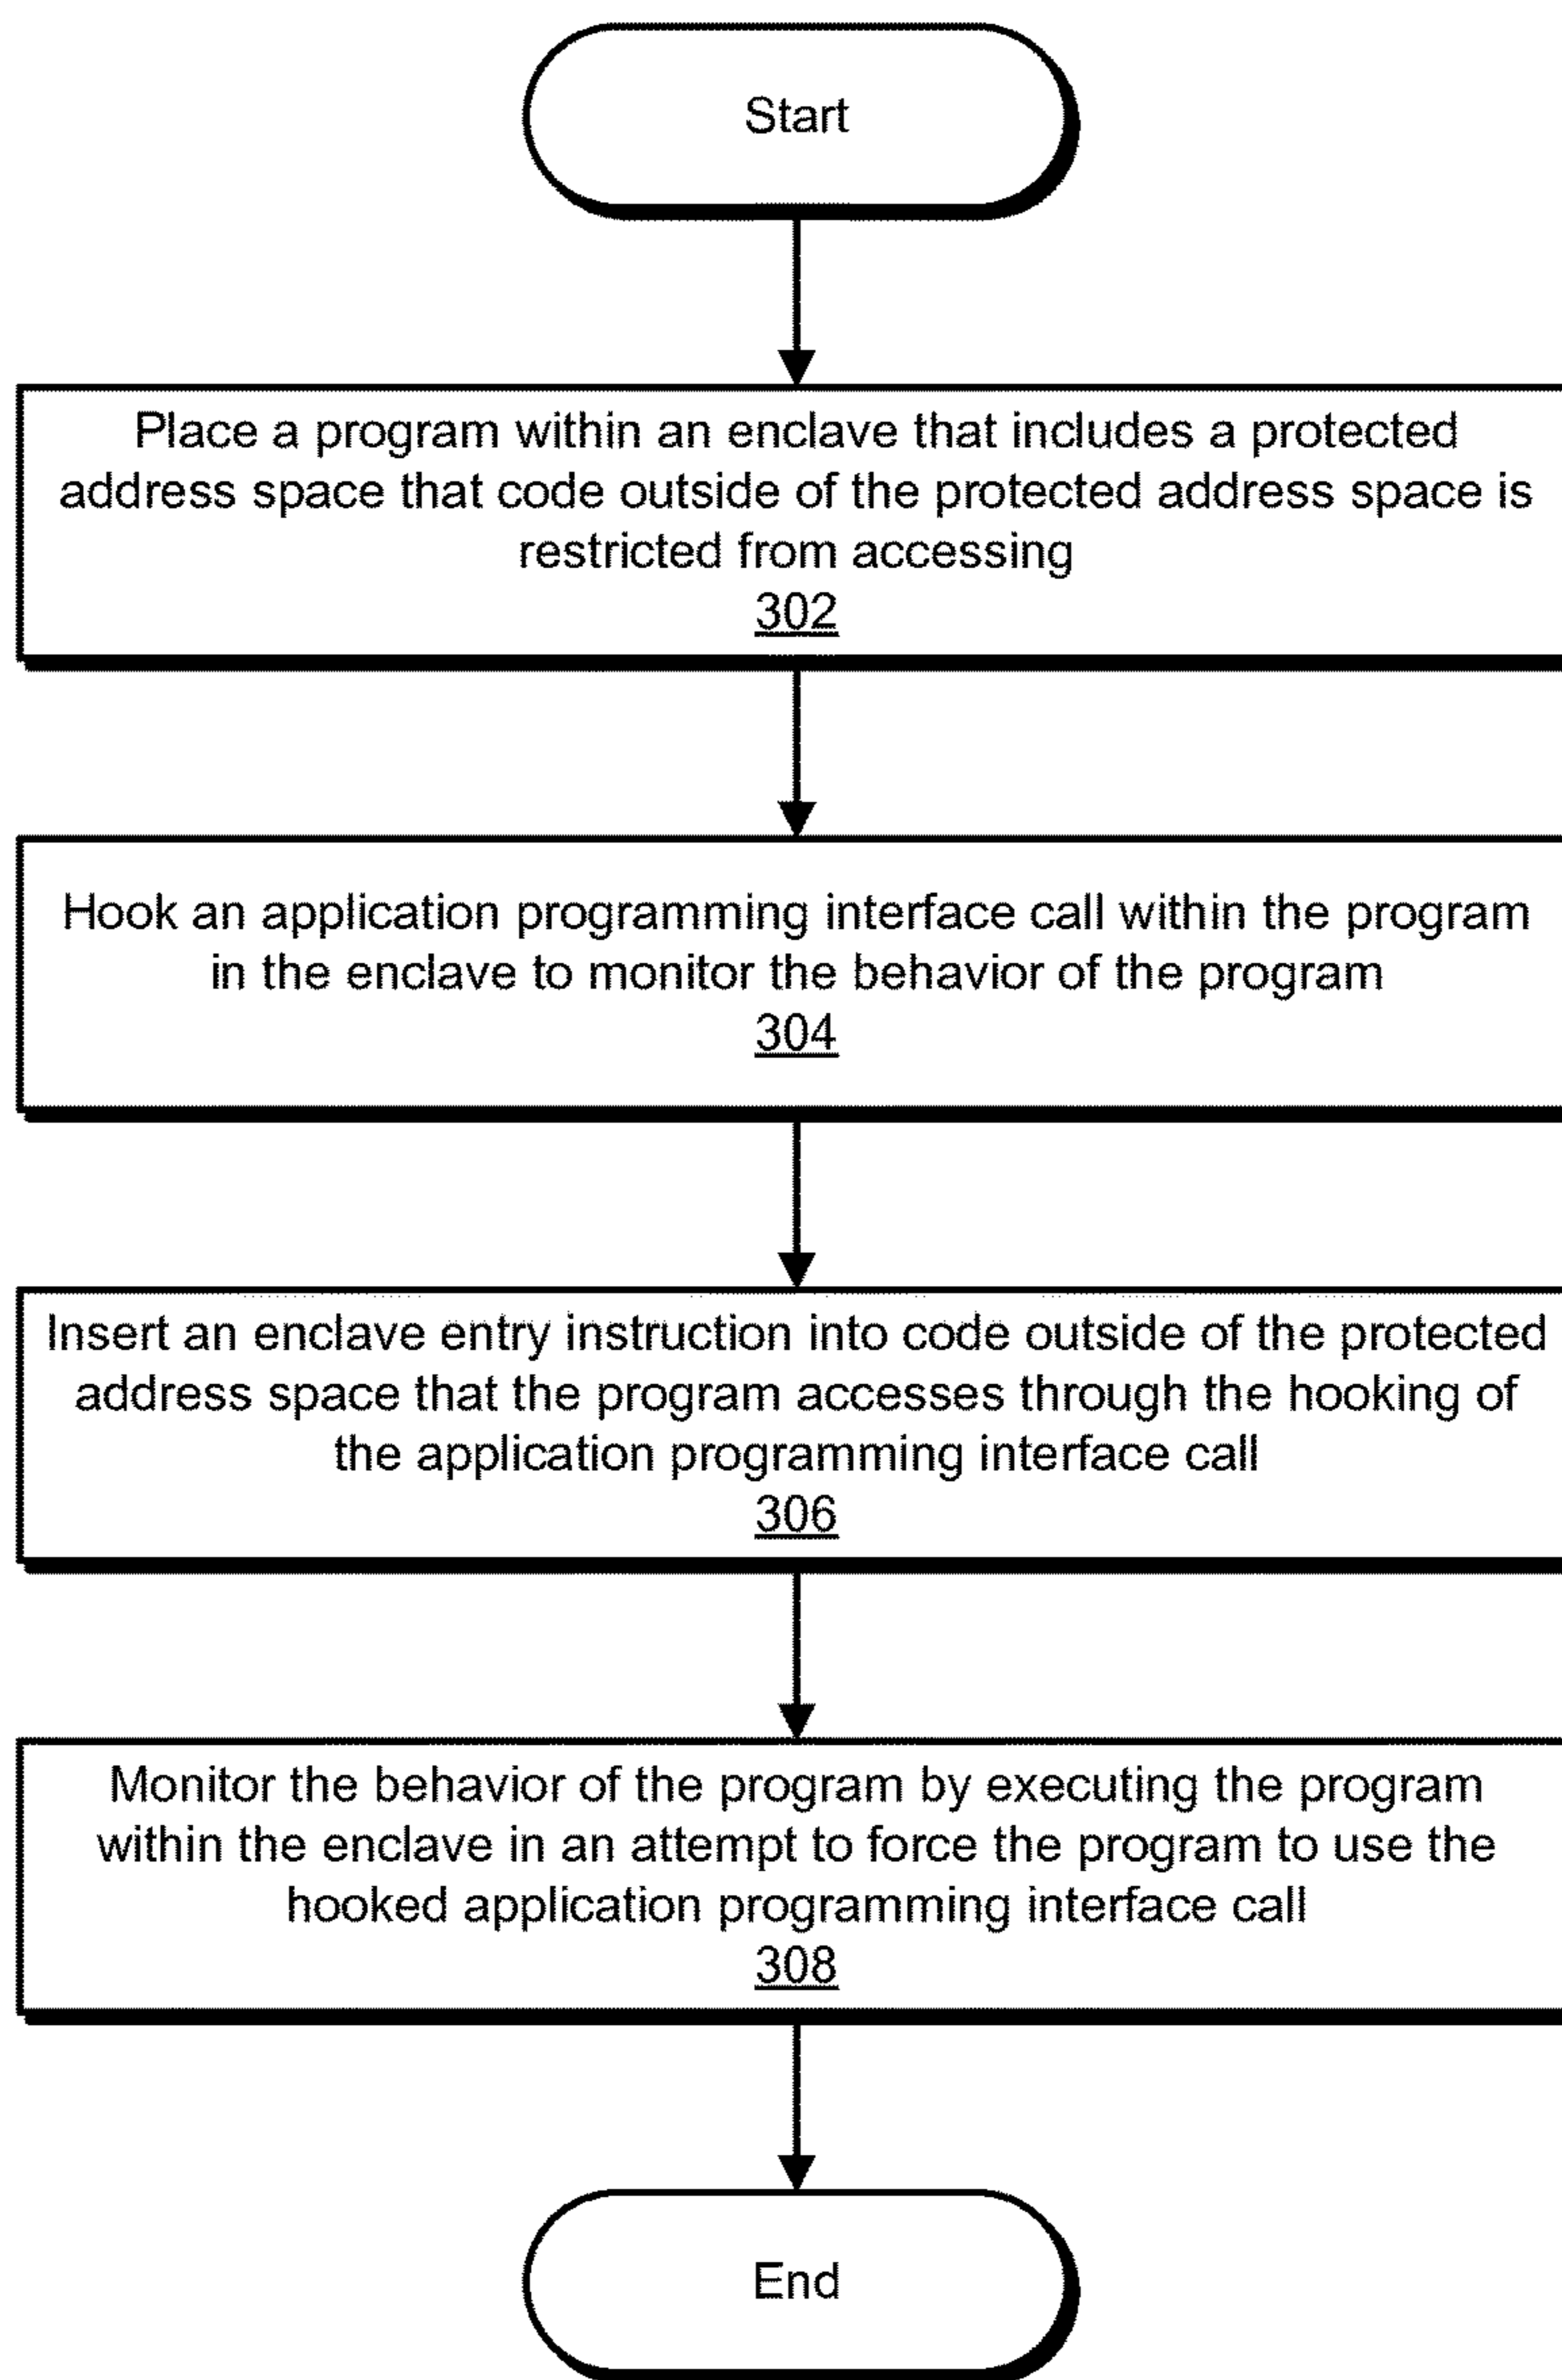 Start
Place a program within an enclave that includes a protected
address space that code outside of the protected address space is
restricted from accessing
302
Hook an application programming interface call within the program
in the enclave to monitor the behavior of the program
304
Insert an enclave entry instruction into code outside of the protected
address space that the program accesses through the hooking of
the application programming interface call
306
Monitor the behavior of the program by executing the program
within the enclave in an attempt to force the program to use the
hooked application programming interface call
308
End